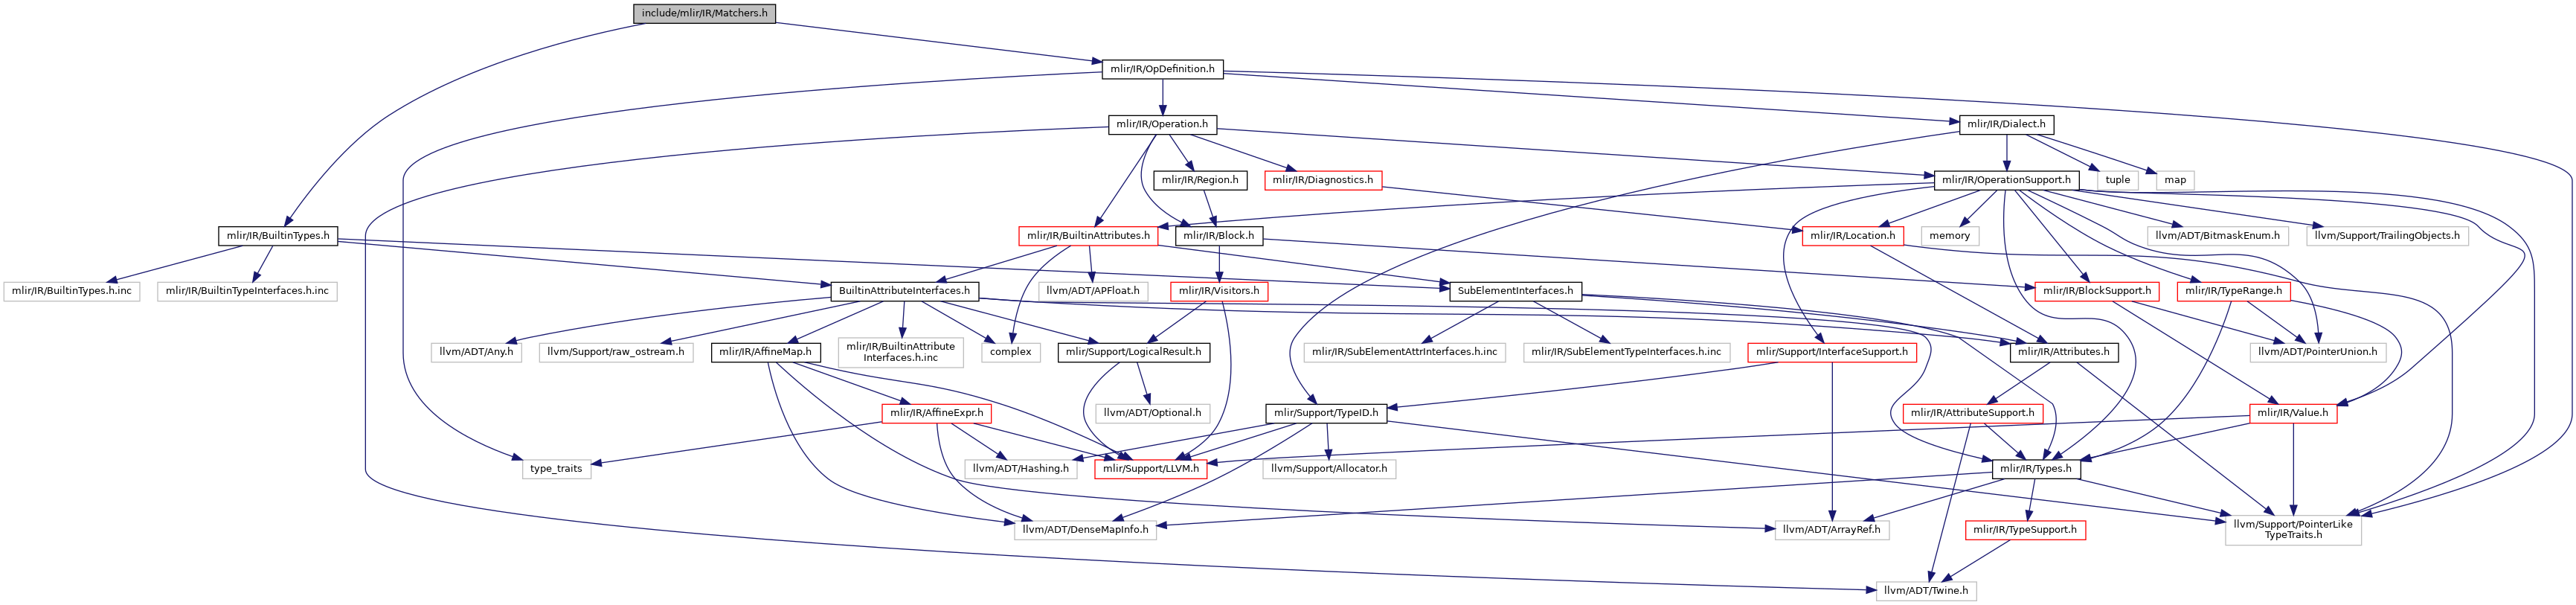 include/mlir/IR/Matchers.h
mlir/IR/OpDefinition.h
mlir/IR/Operation.h
mlir/IR/Dialect.h
mlir/IR/Region.h
mlir/IR/Diagnostics.h
mlir/IR/OperationSupport.h
tuple
map
mlir/IR/BuiltinTypes.h
mlir/IR/BuiltinAttributes.h
mlir/IR/Block.h
mlir/IR/Location.h
memory
llvm/ADT/BitmaskEnum.h
llvm/Support/TrailingObjects.h
mlir/IR/BuiltinTypes.h.inc
mlir/IR/BuiltinTypeInterfaces.h.inc
BuiltinAttributeInterfaces.h
llvm/ADT/APFloat.h
mlir/IR/Visitors.h
SubElementInterfaces.h
mlir/IR/BlockSupport.h
mlir/IR/TypeRange.h
llvm/ADT/Any.h
llvm/Support/raw_ostream.h
mlir/IR/AffineMap.h
mlir/IR/BuiltinAttribute
Interfaces.h.inc
complex
mlir/Support/LogicalResult.h
mlir/IR/SubElementAttrInterfaces.h.inc
mlir/IR/SubElementTypeInterfaces.h.inc
mlir/Support/InterfaceSupport.h
mlir/IR/Attributes.h
llvm/ADT/PointerUnion.h
mlir/IR/AffineExpr.h
llvm/ADT/Optional.h
mlir/Support/TypeID.h
mlir/IR/AttributeSupport.h
mlir/IR/Value.h
type_traits
llvm/ADT/Hashing.h
mlir/Support/LLVM.h
llvm/Support/Allocator.h
mlir/IR/Types.h
llvm/ADT/DenseMapInfo.h
llvm/ADT/ArrayRef.h
mlir/IR/TypeSupport.h
llvm/Support/PointerLike
TypeTraits.h
llvm/ADT/Twine.h